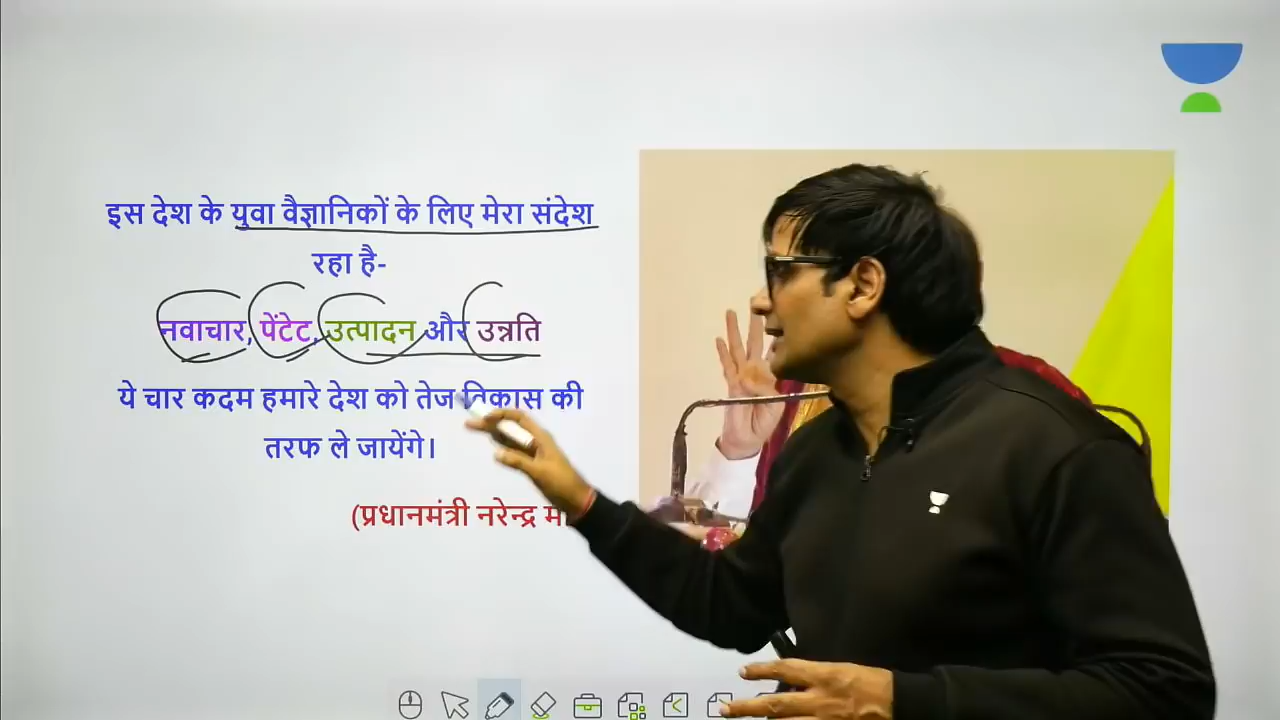 इस देश के युवा वैज्ञानिकों के लिए मेरा संदेश
रहा है-
नवाचार, पेंटेट, उत्पादन और उन्नति
ये चार कदम हमारे देश को तेज विकास की
तरफ ले जायेंगे।
(प्रधानमंत्री नरेन्द्र